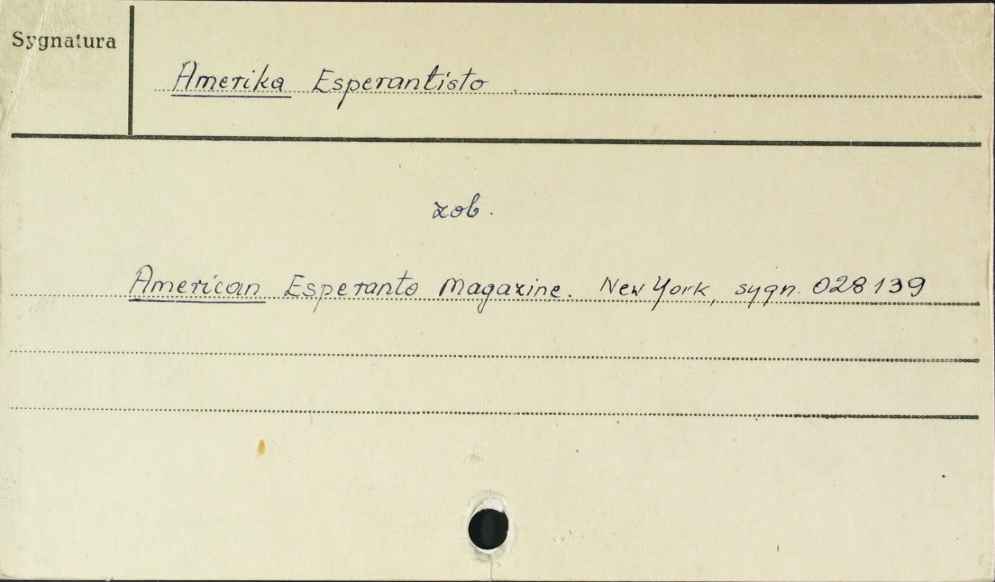 Sygnatura
Amerika Esperantisto.
zob.
American Esperanto Magazine. New York, sygn. 028139